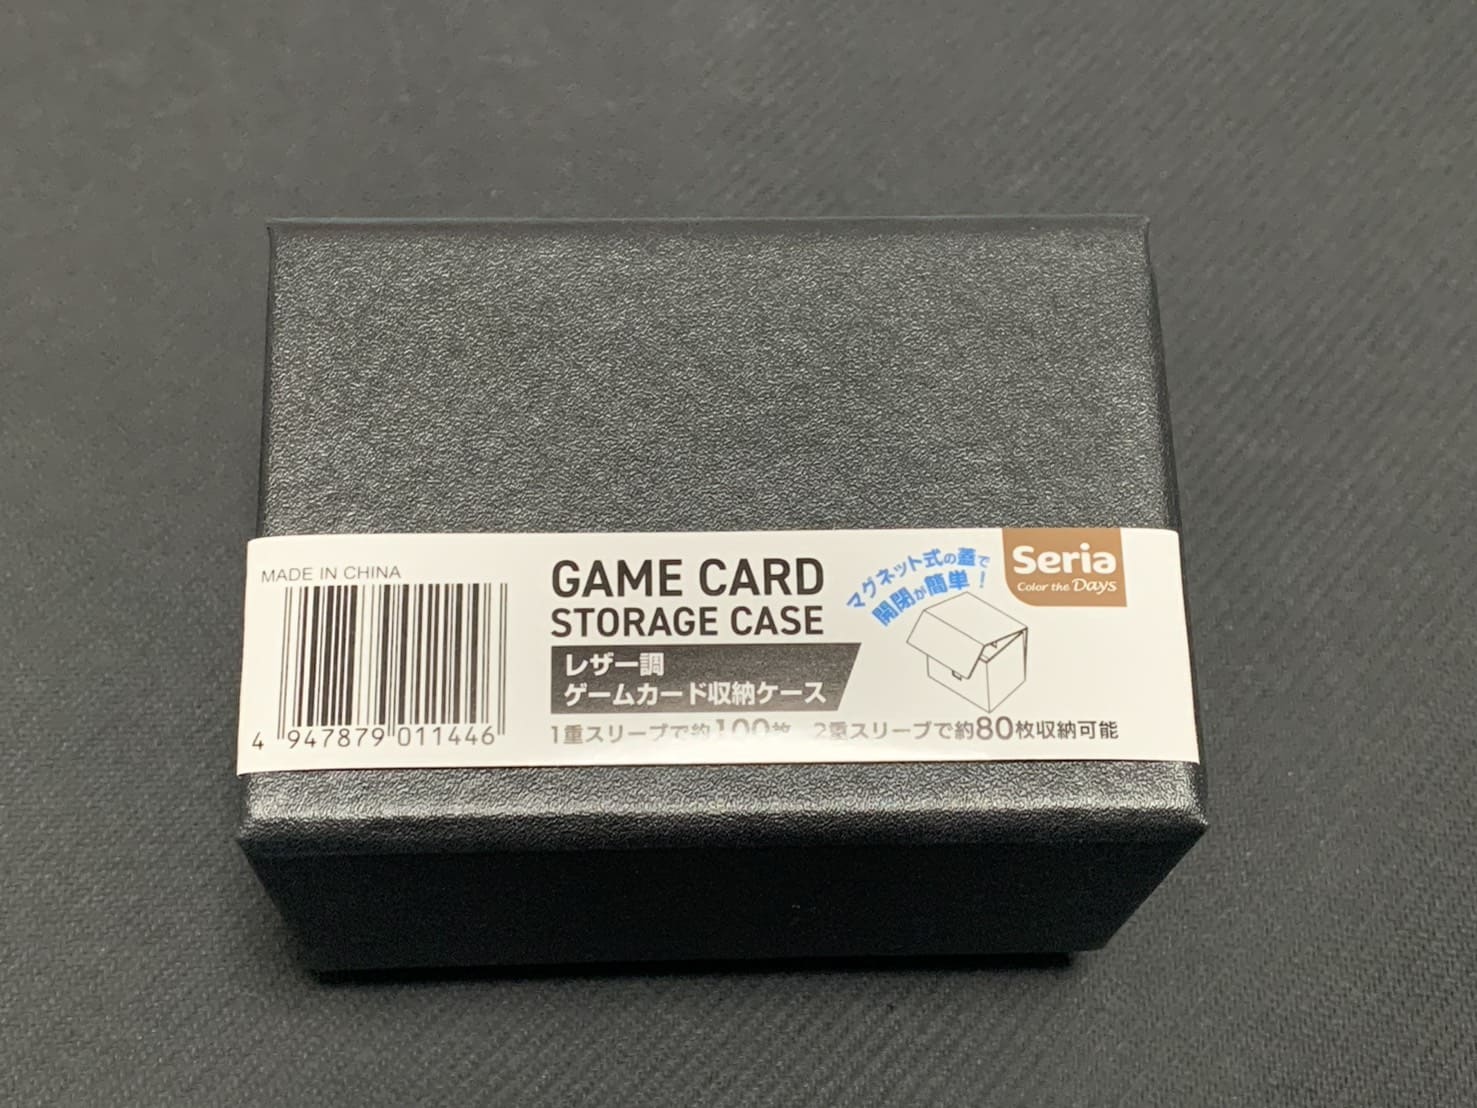 MADE IN CHINA
4 947879 011446
GAME CARD
STORAGE CASE
レザー調
ゲームカード収納ケース
1重スリーブで約100枚 2重スリーブで約80枚収納可能
マグネット式の蓋で
開閉が簡単!
Seria
Color the Days